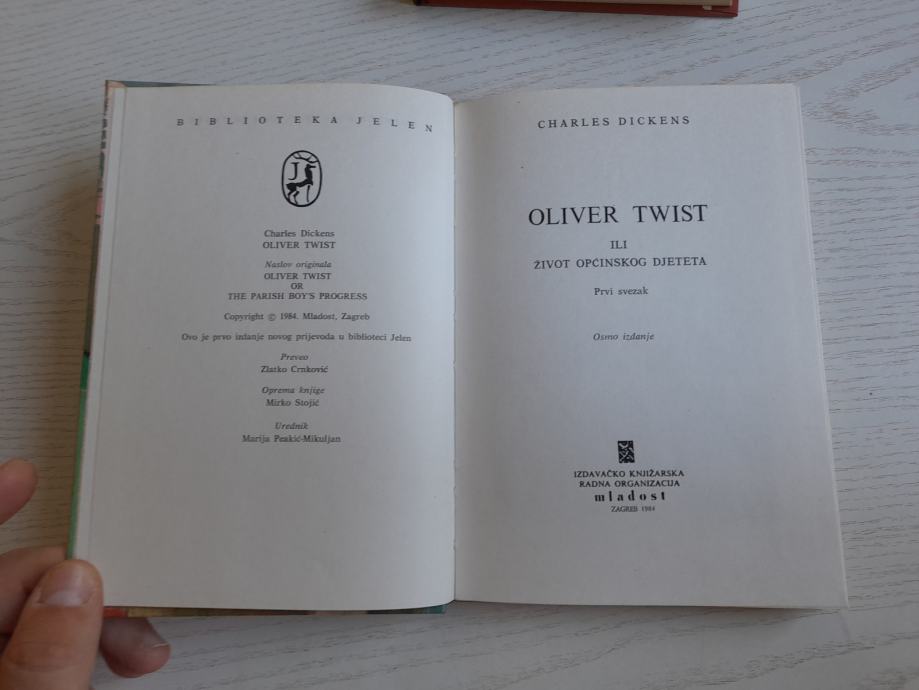 BIBLIOTEKA JELEN
J
Charles Dickens
OLIVER TWIST
Naslov originala
OLIVER TWIST
OR
THE PARISH BOY'S PROGRESS
Copyright © 1984. Mladost, Zagreb
Ovo je prvo izdanje novog prijevoda u biblioteci Jelen
Preveo
Zlatko Crnković
Oprema knjige
Mirko Stojić
Urednik
Marija Peakić-Mikuljan
CHARLES DICKENS
OLIVER TWIST
ILI
ŽIVOT OPĆINSKOG DJETETA
Prvi svezak
Osmo izdanje
IZDAVAČKO KNJIŽARSKA
RADNA ORGANIZACIJA
mladost
ZAGREB 1984